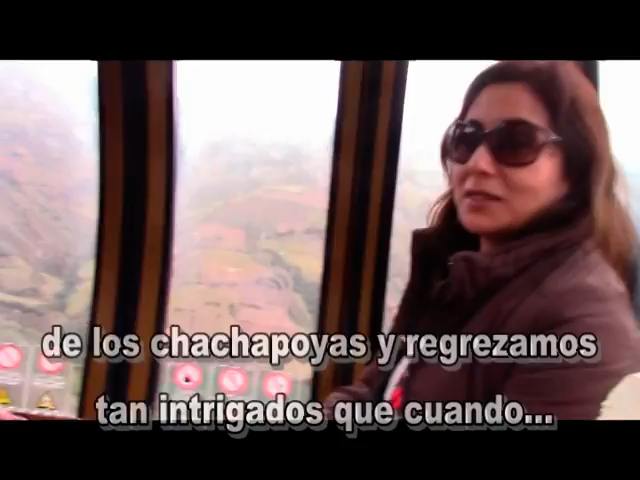 de los chachapoyas y regrezamos
tan intrigados que cuando...